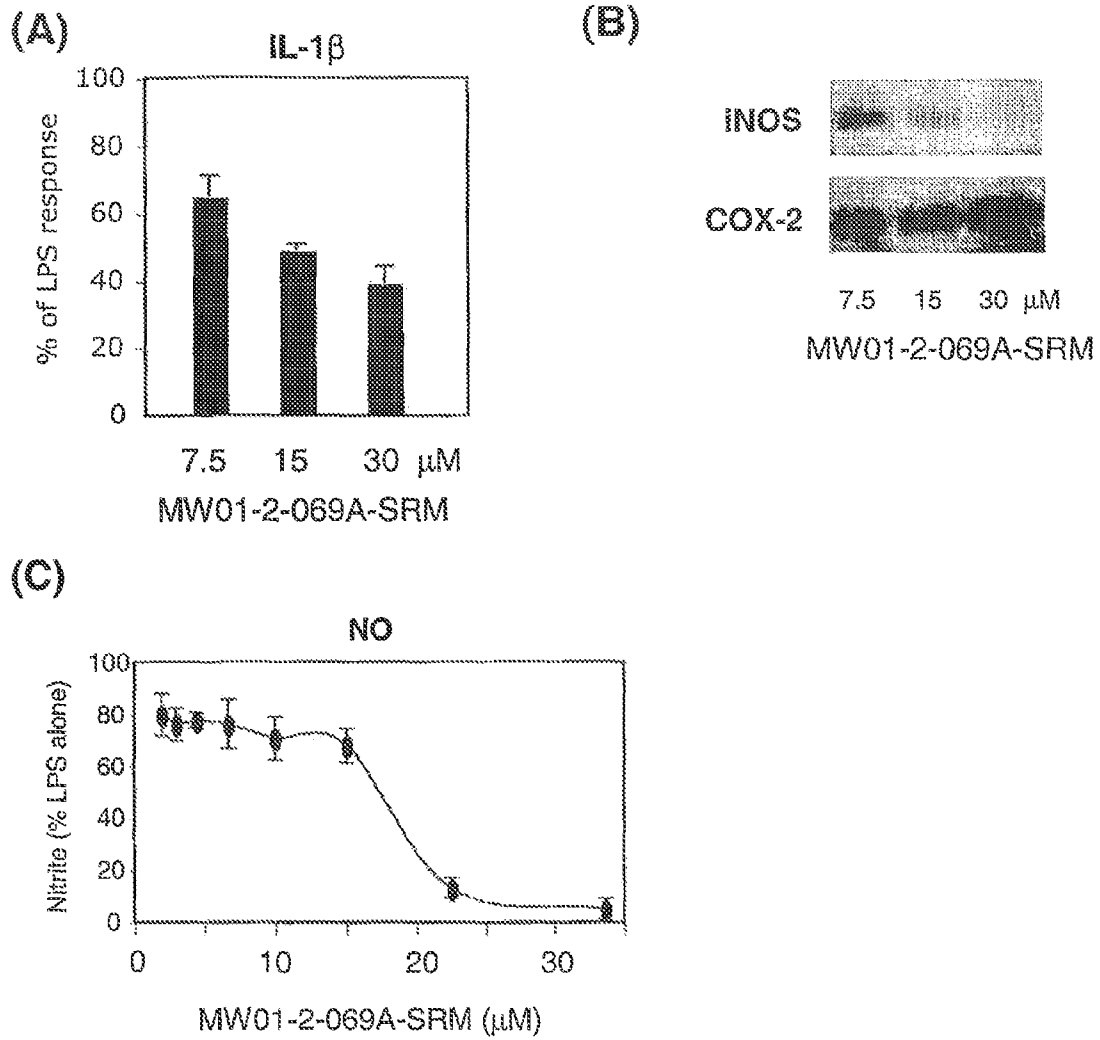 (A)
IL-1β
% of LPS response
100
80
60
40
20
0
7.5 15 30 μM
MW01-2-069A-SRM
(B)
iNOS
COX-2
7.5 15 30 μM
MW01-2-069A-SRM
(C)
NO
Nitrite (% LPS alone)
100
80
60
40
20
0
0 10 20 30
MW01-2-069A-SRM (μM)